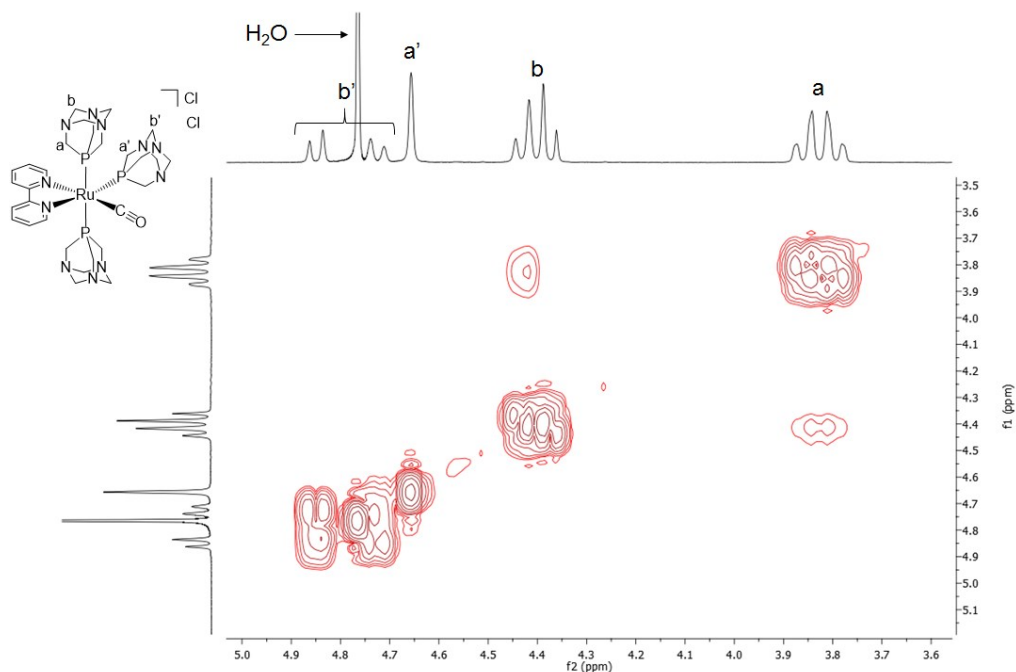 H₂O
b'
a'
b
a
b
Cl
Cl
N N N
b'
a
a' N N
P
N
P
N
Ru
N
C
O
P
N N N
3.5
3.6
3.7
3.8
3.9
4.0
4.1
4.2
4.3
4.4
4.5
4.6
4.7
4.8
4.9
5.0
5.1
f1 (ppm)
5.0 4.9 4.8 4.7 4.6 4.5 4.4 4.3 4.2 4.1 4.0 3.9 3.8 3.7 3.6
f2 (ppm)